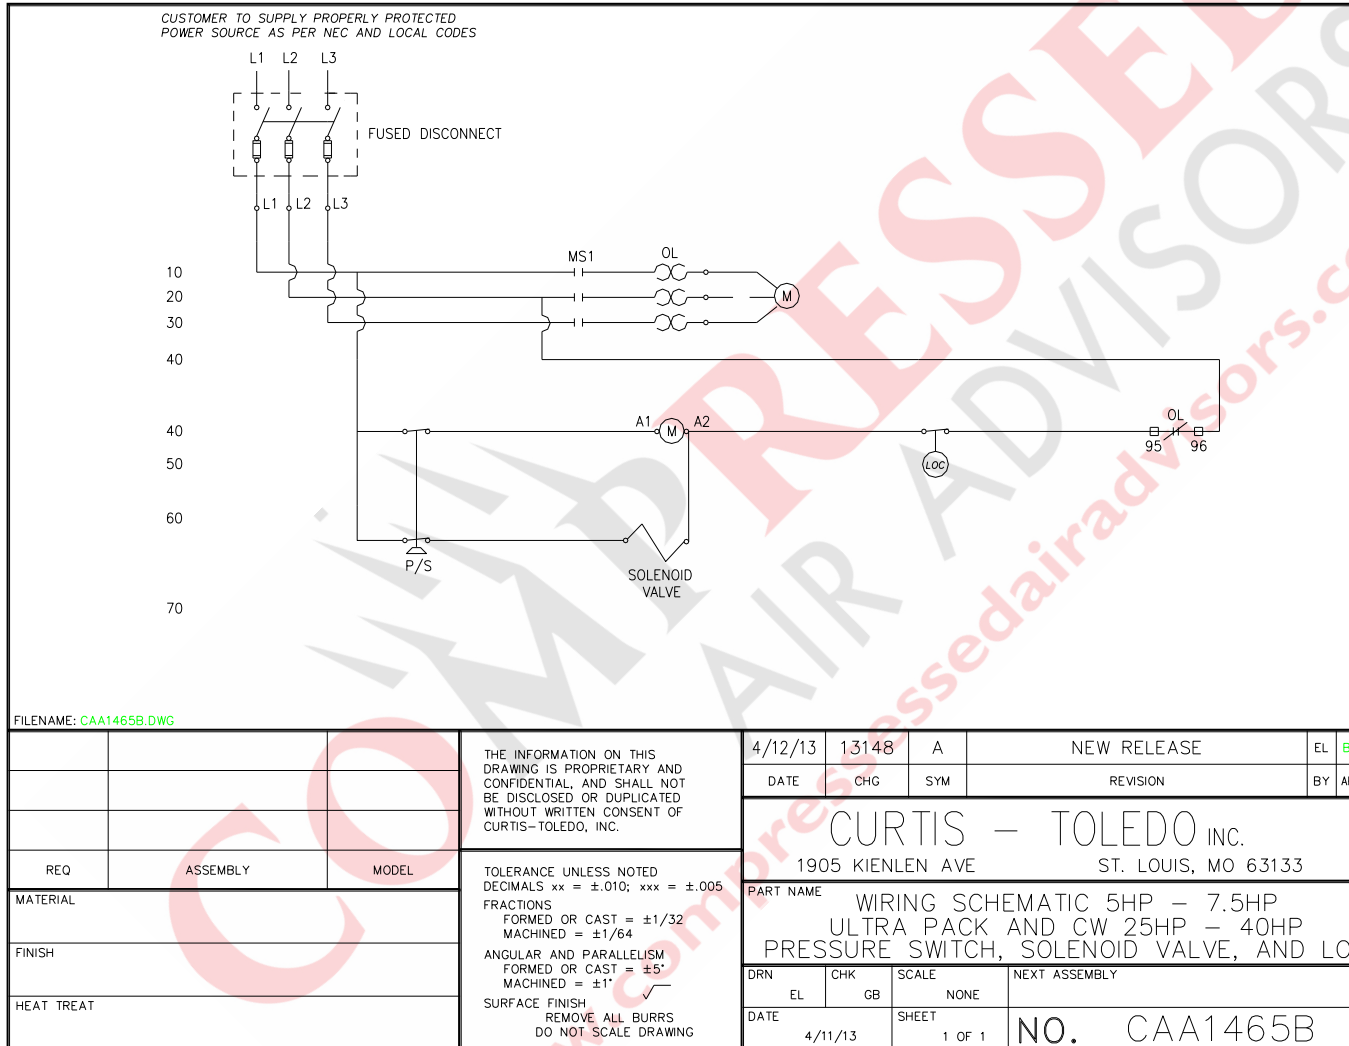 CUSTOMER TO SUPPLY PROPERLY PROTECTED
POWER SOURCE AS PER NEC AND LOCAL CODES
L1 L2 L3
FUSED DISCONNECT
L1 L2 L3
MS1 OL
10
20 M
30
40
OL
40 A1 M A2
95 96
50 LOC
60
P/S
SOLENOID
VALVE
70
COMPRESSED
AIR ADVISORS
www.compressedairadvisors.c
FILENAME: CAA1465B.DWG
REQ ASSEMBLY MODEL
MATERIAL
FINISH
HEAT TREAT
THE INFORMATION ON THIS
DRAWING IS PROPRIETARY AND
CONFIDENTIAL, AND SHALL NOT
BE DISCLOSED OR DUPLICATED
WITHOUT WRITTEN CONSENT OF
CURTIS-TOLEDO, INC.
TOLERANCE UNLESS NOTED
DECIMALS xx = ±.010; xxx = ±.005
FRACTIONS
FORMED OR CAST = ±1/32
MACHINED = ±1/64
ANGULAR AND PARALLELISM
FORMED OR CAST = ±5°
MACHINED = ±1°
SURFACE FINISH
REMOVE ALL BURRS
DO NOT SCALE DRAWING
4/12/13 13148 A NEW RELEASE EL
DATE CHG SYM REVISION BY
CURTIS - TOLEDO INC.
1905 KIENLEN AVE ST. LOUIS, MO 63133
PART NAME
WIRING SCHEMATIC 5HP - 7.5HP
ULTRA PACK AND CW 25HP - 40HP
PRESSURE SWITCH, SOLENOID VALVE, AND LO
DRN EL
CHK GB
SCALE NONE
NEXT ASSEMBLY
DATE 4/11/13
SHEET 1 OF 1
NO. CAA1465B